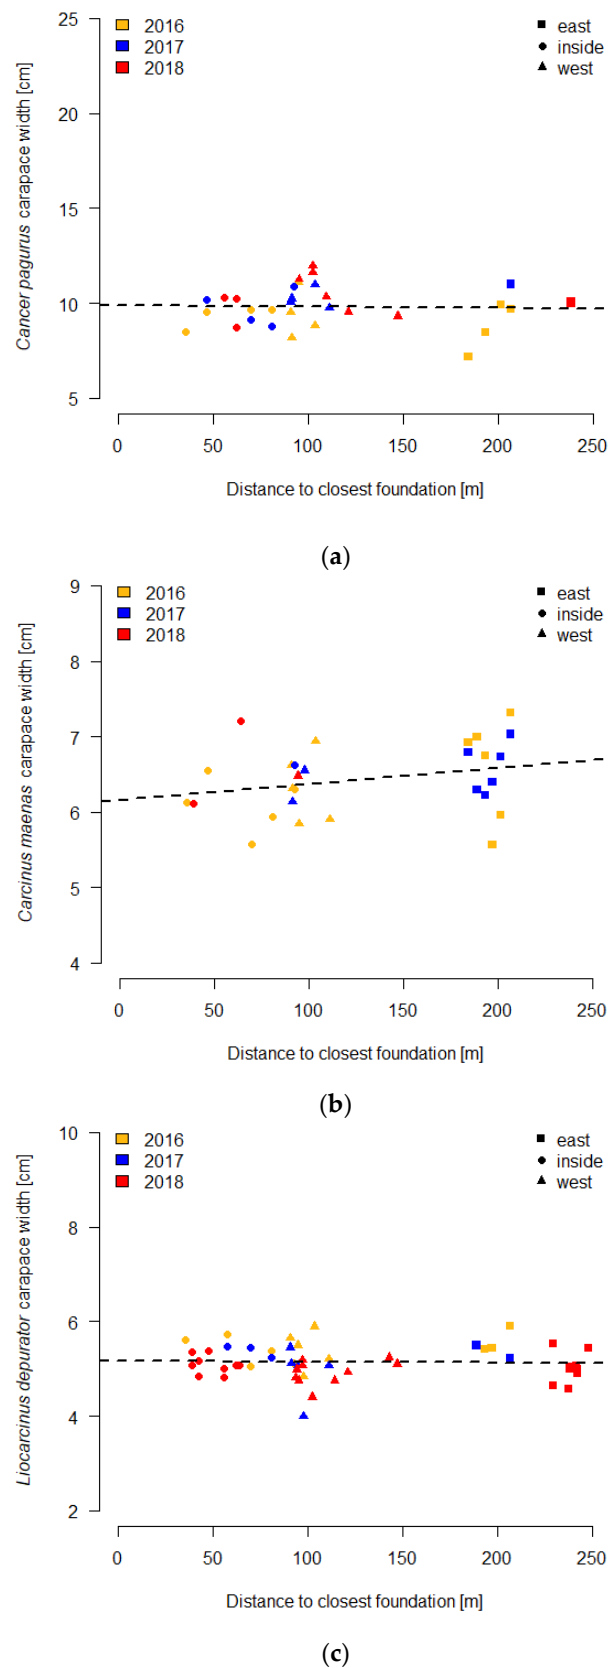 25
20
15
10
5
Cancer pagurus carapace width [cm]
2016
2017
2018
east
inside
west
0 50 100 150 200 250
Distance to closest foundation [m]
(a)
9
8
7
6
5
4
Carcinus maenas carapace width [cm]
2016
2017
2018
east
inside
west
0 50 100 150 200 250
Distance to closest foundation [m]
(b)
10
8
6
4
2
Liocarcinus depurator carapace width [cm]
2016
2017
2018
east
inside
west
0 50 100 150 200 250
Distance to closest foundation [m]
(c)